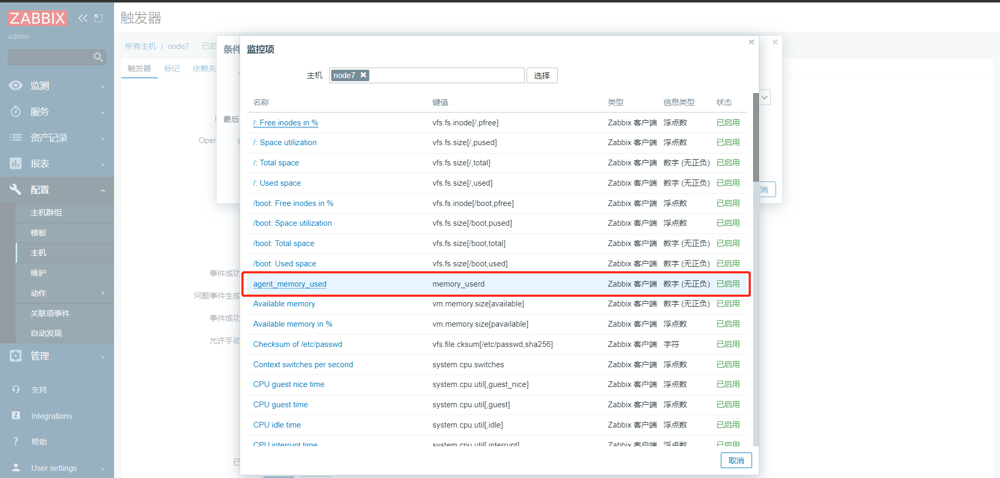 ZABBIX
admin
监测
服务
资产记录
报表
配置
主机群组
模板
主机
维护
动作
关联项事件
自动发现
管理
支持
Integrations
帮助
User settings
触发器
所有主机 / node7 已启
触发器 标记 依赖关
Oper
事件成功
问题事件生成
事件成功
允许手动
已
条件
最后
消
监控项
主机 node7 选择
名称 键值 类型 信息类型 状态
/: Free inodes in % vfs.fs.inode[/,pfree] Zabbix 客户端 浮点数 已启用
/: Space utilization vfs.fs.size[/,pused] Zabbix 客户端 浮点数 已启用
/: Total space vfs.fs.size[/,total] Zabbix 客户端 数字 (无正负) 已启用
/: Used space vfs.fs.size[/,used] Zabbix 客户端 数字 (无正负) 已启用
/boot: Free inodes in % vfs.fs.inode[/boot,pfree] Zabbix 客户端 浮点数 已启用
/boot: Space utilization vfs.fs.size[/boot,pused] Zabbix 客户端 浮点数 已启用
/boot: Total space vfs.fs.size[/boot,total] Zabbix 客户端 数字 (无正负) 已启用
/boot: Used space vfs.fs.size[/boot,used] Zabbix 客户端 数字 (无正负) 已启用
agent_memory_used memory_userd Zabbix 客户端 数字 (无正负) 已启用
Available memory vm.memory.size[available] Zabbix 客户端 数字 (无正负) 已启用
Available memory in % vm.memory.size[pavailable] Zabbix 客户端 浮点数 已启用
Checksum of /etc/passwd vfs.file.cksum[/etc/passwd,sha256] Zabbix 客户端 字符 已启用
Context switches per second system.cpu.switches Zabbix 客户端 浮点数 已启用
CPU guest nice time system.cpu.util[,guest_nice] Zabbix 客户端 浮点数 已启用
CPU guest time system.cpu.util[,guest] Zabbix 客户端 浮点数 已启用
CPU idle time system.cpu.util[,idle] Zabbix 客户端 浮点数 已启用
CPU interrupt time system.cpu.util[,interrupt] Zabbix 客户端 浮点数 已启用
取消